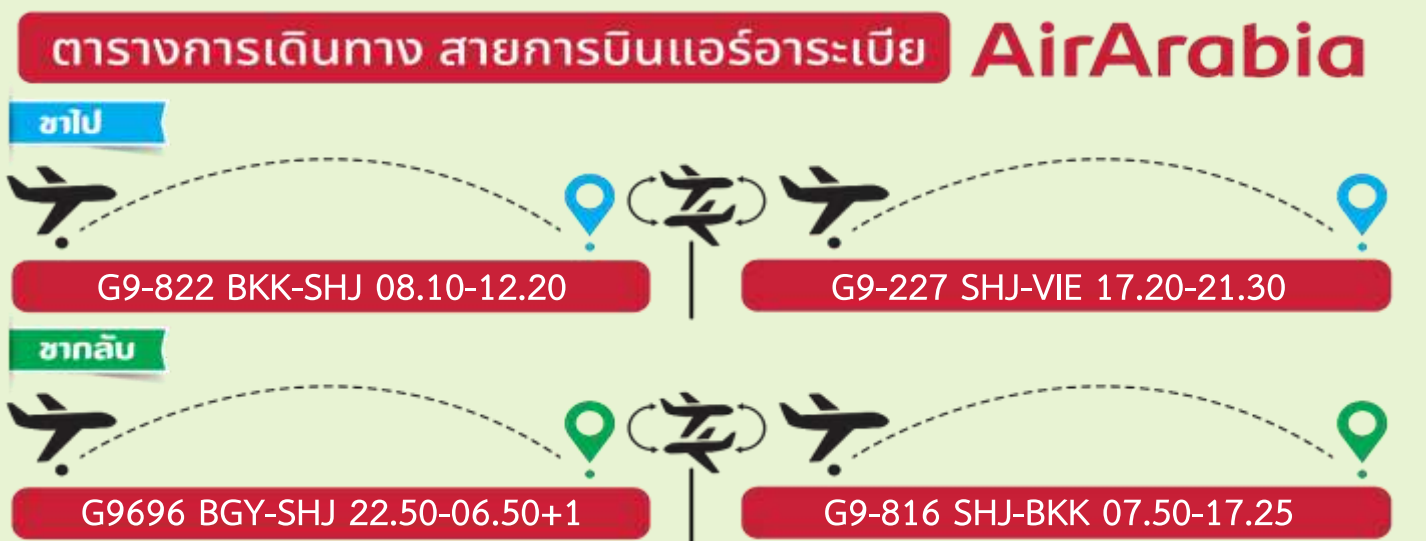 ตารางการเดินทาง สายการบินแอร์อาระเบีย AirArabia
ขาไป
G9-822 BKK-SHJ 08.10-12.20
G9-227 SHJ-VIE 17.20-21.30
ขากลับ
G9696 BGY-SHJ 22.50-06.50+1
G9-816 SHJ-BKK 07.50-17.25